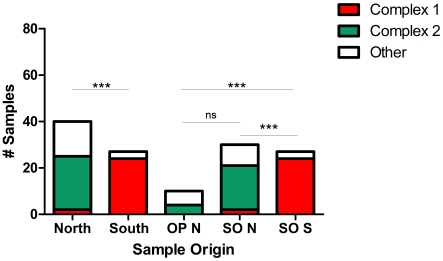 Complex 1
Complex 2
Other
80
60
40
20
0
# Samples
***
***
ns
***
North
South
OP N
SO N
SO S
Sample Origin